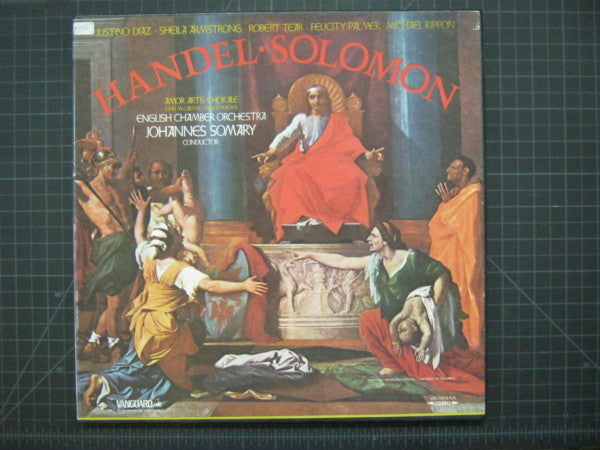 JUSTINO DIAZ · SHEILA ARMSTRONG · ROBERT TEAR · FELICITY PALMER · MICHAEL RIPPON
HANDEL·SOLOMON
AMOR ARTIS CHORALE
ENGLISH CHAMBER ORCHESTRA
JOHANNES SOMARY
CONDUCTOR
VANGUARD
STEREO